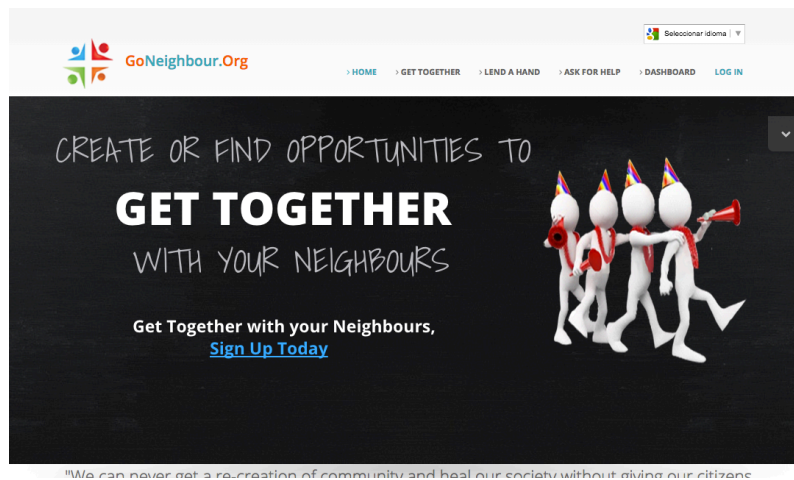 Seleccionar idioma
GoNeighbour.Org
> HOME > GET TOGETHER > LEND A HAND > ASK FOR HELP > DASHBOARD LOG IN
CREATE OR FIND OPPORTUNITIES TO
GET TOGETHER
WITH YOUR NEIGHBOURS
Get Together with your Neighbours,
Sign Up Today
"We can never get a re-creation of community and heal our society without giving our citizens